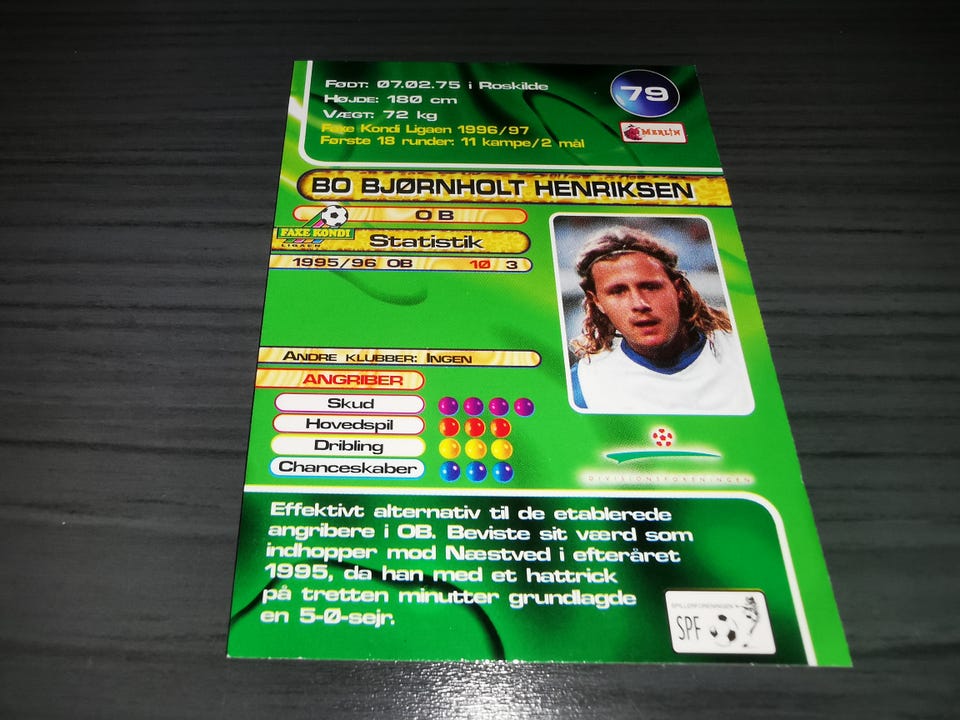 FØDT: 07.02.75 i Roskilde
HØJDE: 180 cm
VÆGT: 72 kg
Faxe Kondi Ligaen 1996/97
Første 18 runder: 11 kampe/2 mål
79
MERLIN
BO BJØRNHOLT HENRIKSEN
OB
FAXE KONDI
LIGAEN
Statistik
1995/96 OB 10 3
ANDRE KLUBBER: INGEN
ANGRIBER
Skud
Hovedspil
Dribling
Chanceskaber
DIVISIONSFORENINGEN
Effektivt alternativ til de etablerede
angribere i OB. Beviste sit værd som
indhopper mod Næstved i efteråret
1995, da han med et hattrick
på tretten minutter grundlagde
en 5-0-sejr.
SPILLERFORENINGEN
SPF